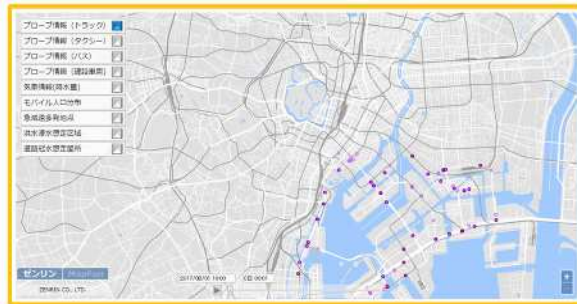 プローブ情報（トラック）
プローブ情報（タクシー）
プローブ情報（バス）
プローブ情報（建設車両）
気象情報(降水量)
モバイル人口分布
急減速多発地点
洪水浸水想定区域
道路冠水想定箇所
ゼンリン MapFan
ZENRIN CO., LTD.